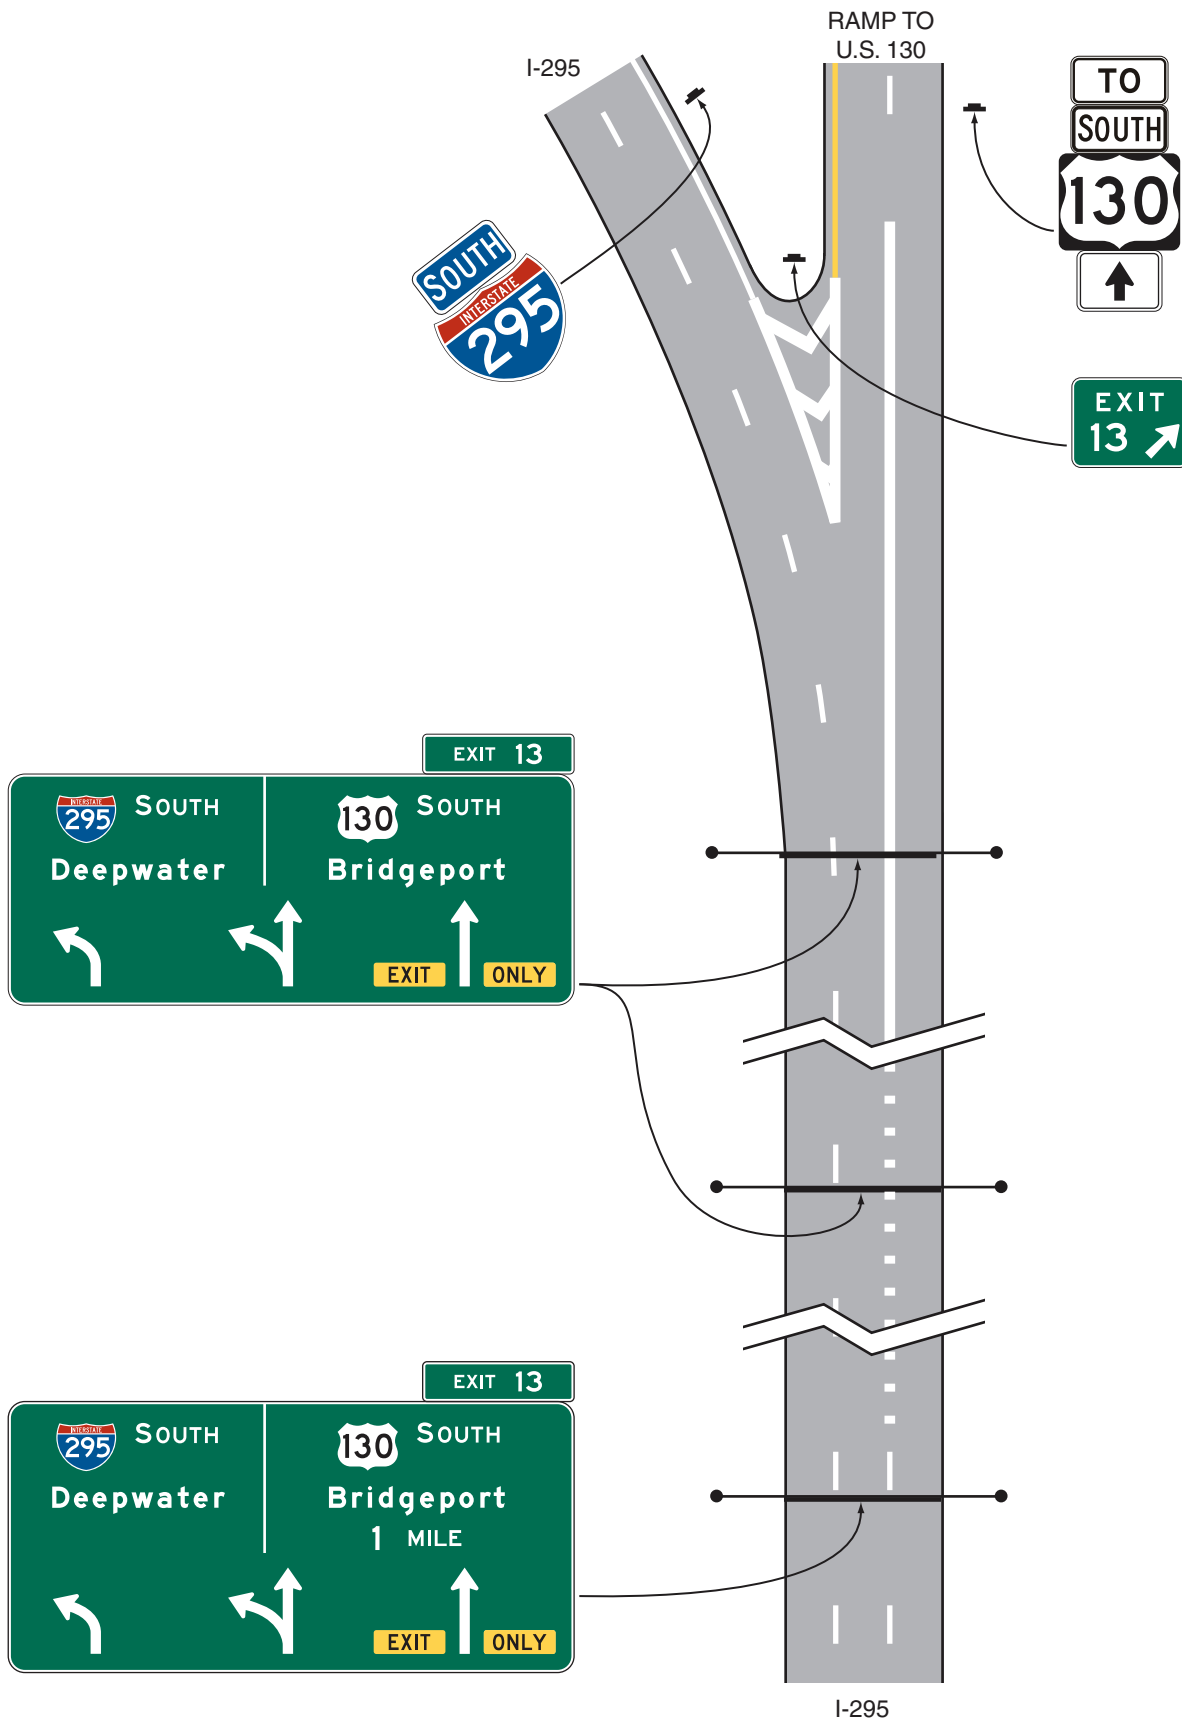 RAMP TO
U.S. 130
I-295
TO
SOUTH
130
SOUTH
INTERSTATE
295
EXIT
13
EXIT 13
INTERSTATE
295 SOUTH
130 SOUTH
Deepwater
Bridgeport
EXIT ONLY
EXIT 13
INTERSTATE
295 SOUTH
130 SOUTH
Deepwater
Bridgeport
1 MILE
EXIT ONLY
I-295